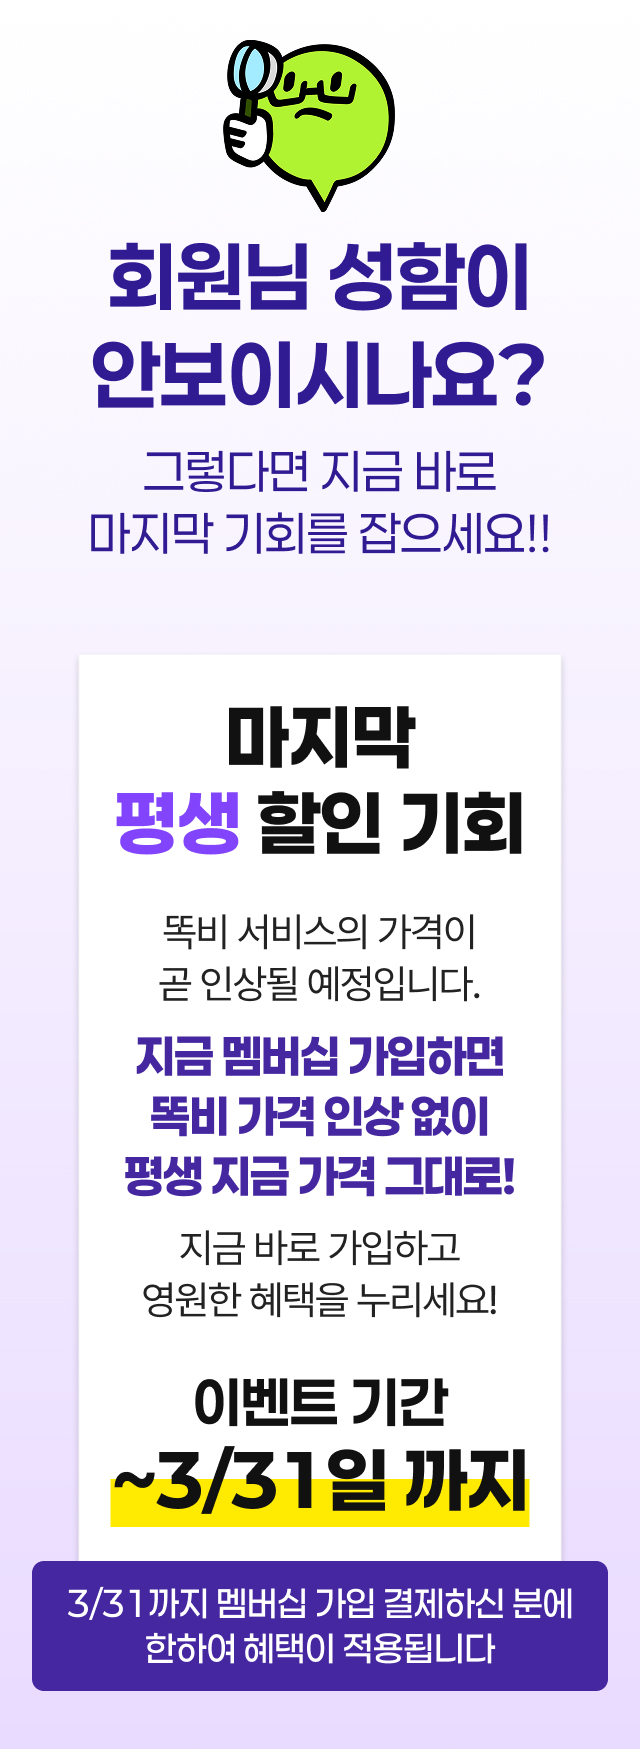 회원님 성함이
안보이시나요?
그렇다면 지금 바로
마지막 기회를 잡으세요!!
마지막
평생 할인 기회
똑비 서비스의 가격이
곧 인상될 예정입니다.
지금 멤버십 가입하면
똑비 가격 인상 없이
평생 지금 가격 그대로!
지금 바로 가입하고
영원한 혜택을 누리세요!
이벤트 기간
~3/31일 까지
3/31까지 멤버십 가입 결제하신 분에
한하여 혜택이 적용됩니다